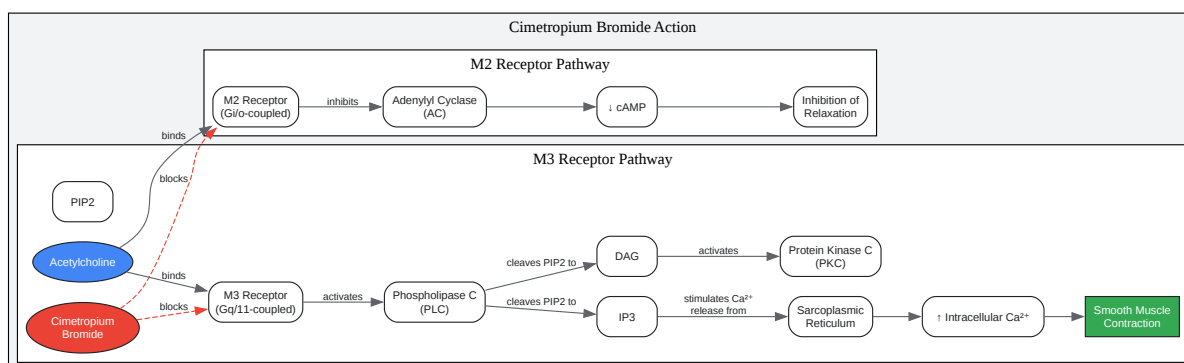 Cimetropium Bromide Action
M2 Receptor Pathway
M2 Receptor
(Gi/o-coupled)
inhibits
Adenylyl Cyclase
(AC)
↓ cAMP
Inhibition of
Relaxation
binds
blocks
M3 Receptor Pathway
PIP2
Acetylcholine
binds
Cimetropium
Bromide
blocks
M3 Receptor
(Gq/11-coupled)
activates
Phospholipase C
(PLC)
cleaves PIP2 to
DAG
activates
Protein Kinase C
(PKC)
cleaves PIP2 to
IP3
stimulates Ca²⁺
release from
Sarcoplasmic
Reticulum
↑ Intracellular Ca²⁺
Smooth Muscle
Contraction